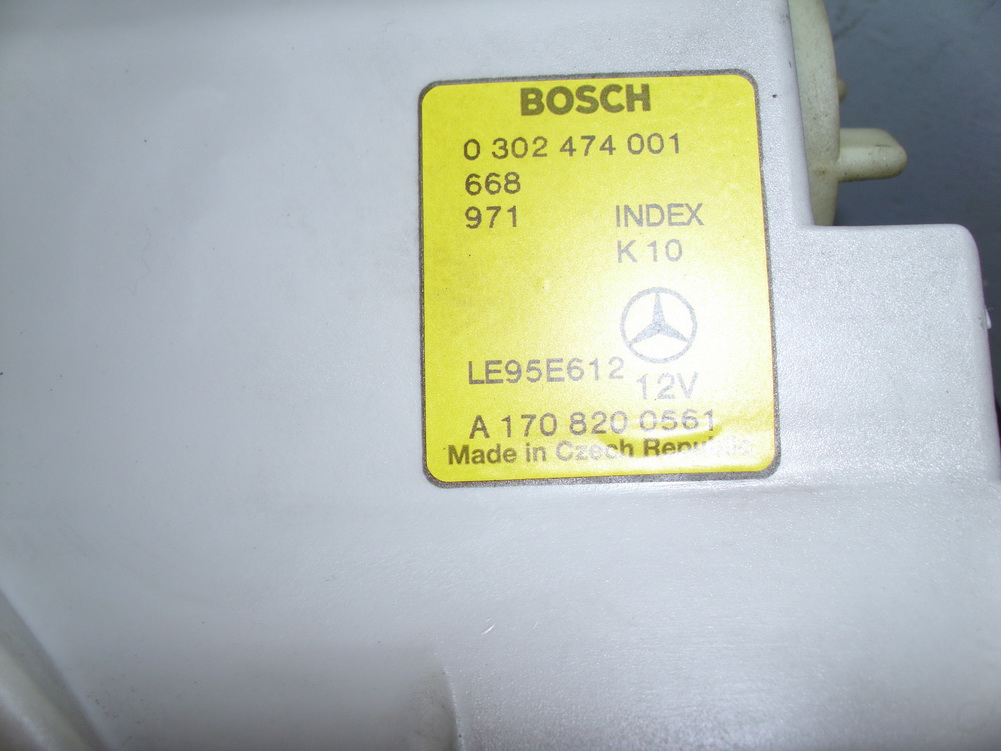 BOSCH
0 302 474 001
668
971 INDEX
K 10
LE95E612
12V
A 170 820 0561
Made in Czech Republic